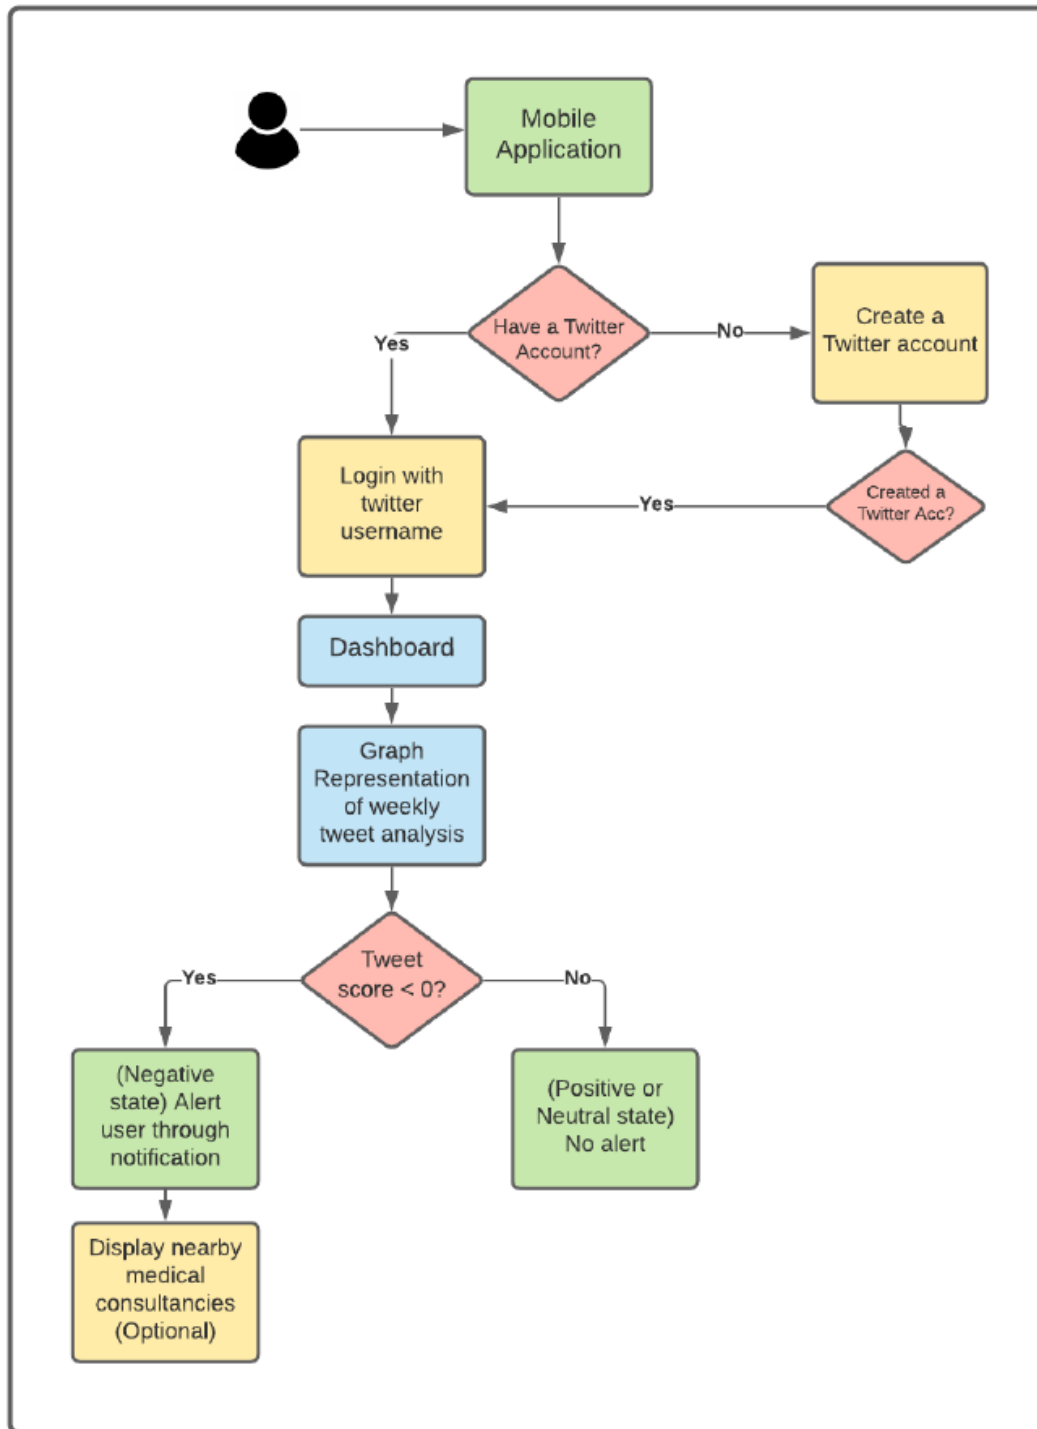 Mobile
Application
Have a Twitter
Account?
Yes
No
Create a
Twitter account
Login with
twitter
username
Yes
Created a
Twitter Acc?
Dashboard
Graph
Representation
of weekly
tweet analysis
Tweet
score < 0?
Yes
No
(Negative
state) Alert
user through
notification
(Positive or
Neutral state)
No alert
Display nearby
medical
consultancies
(Optional)